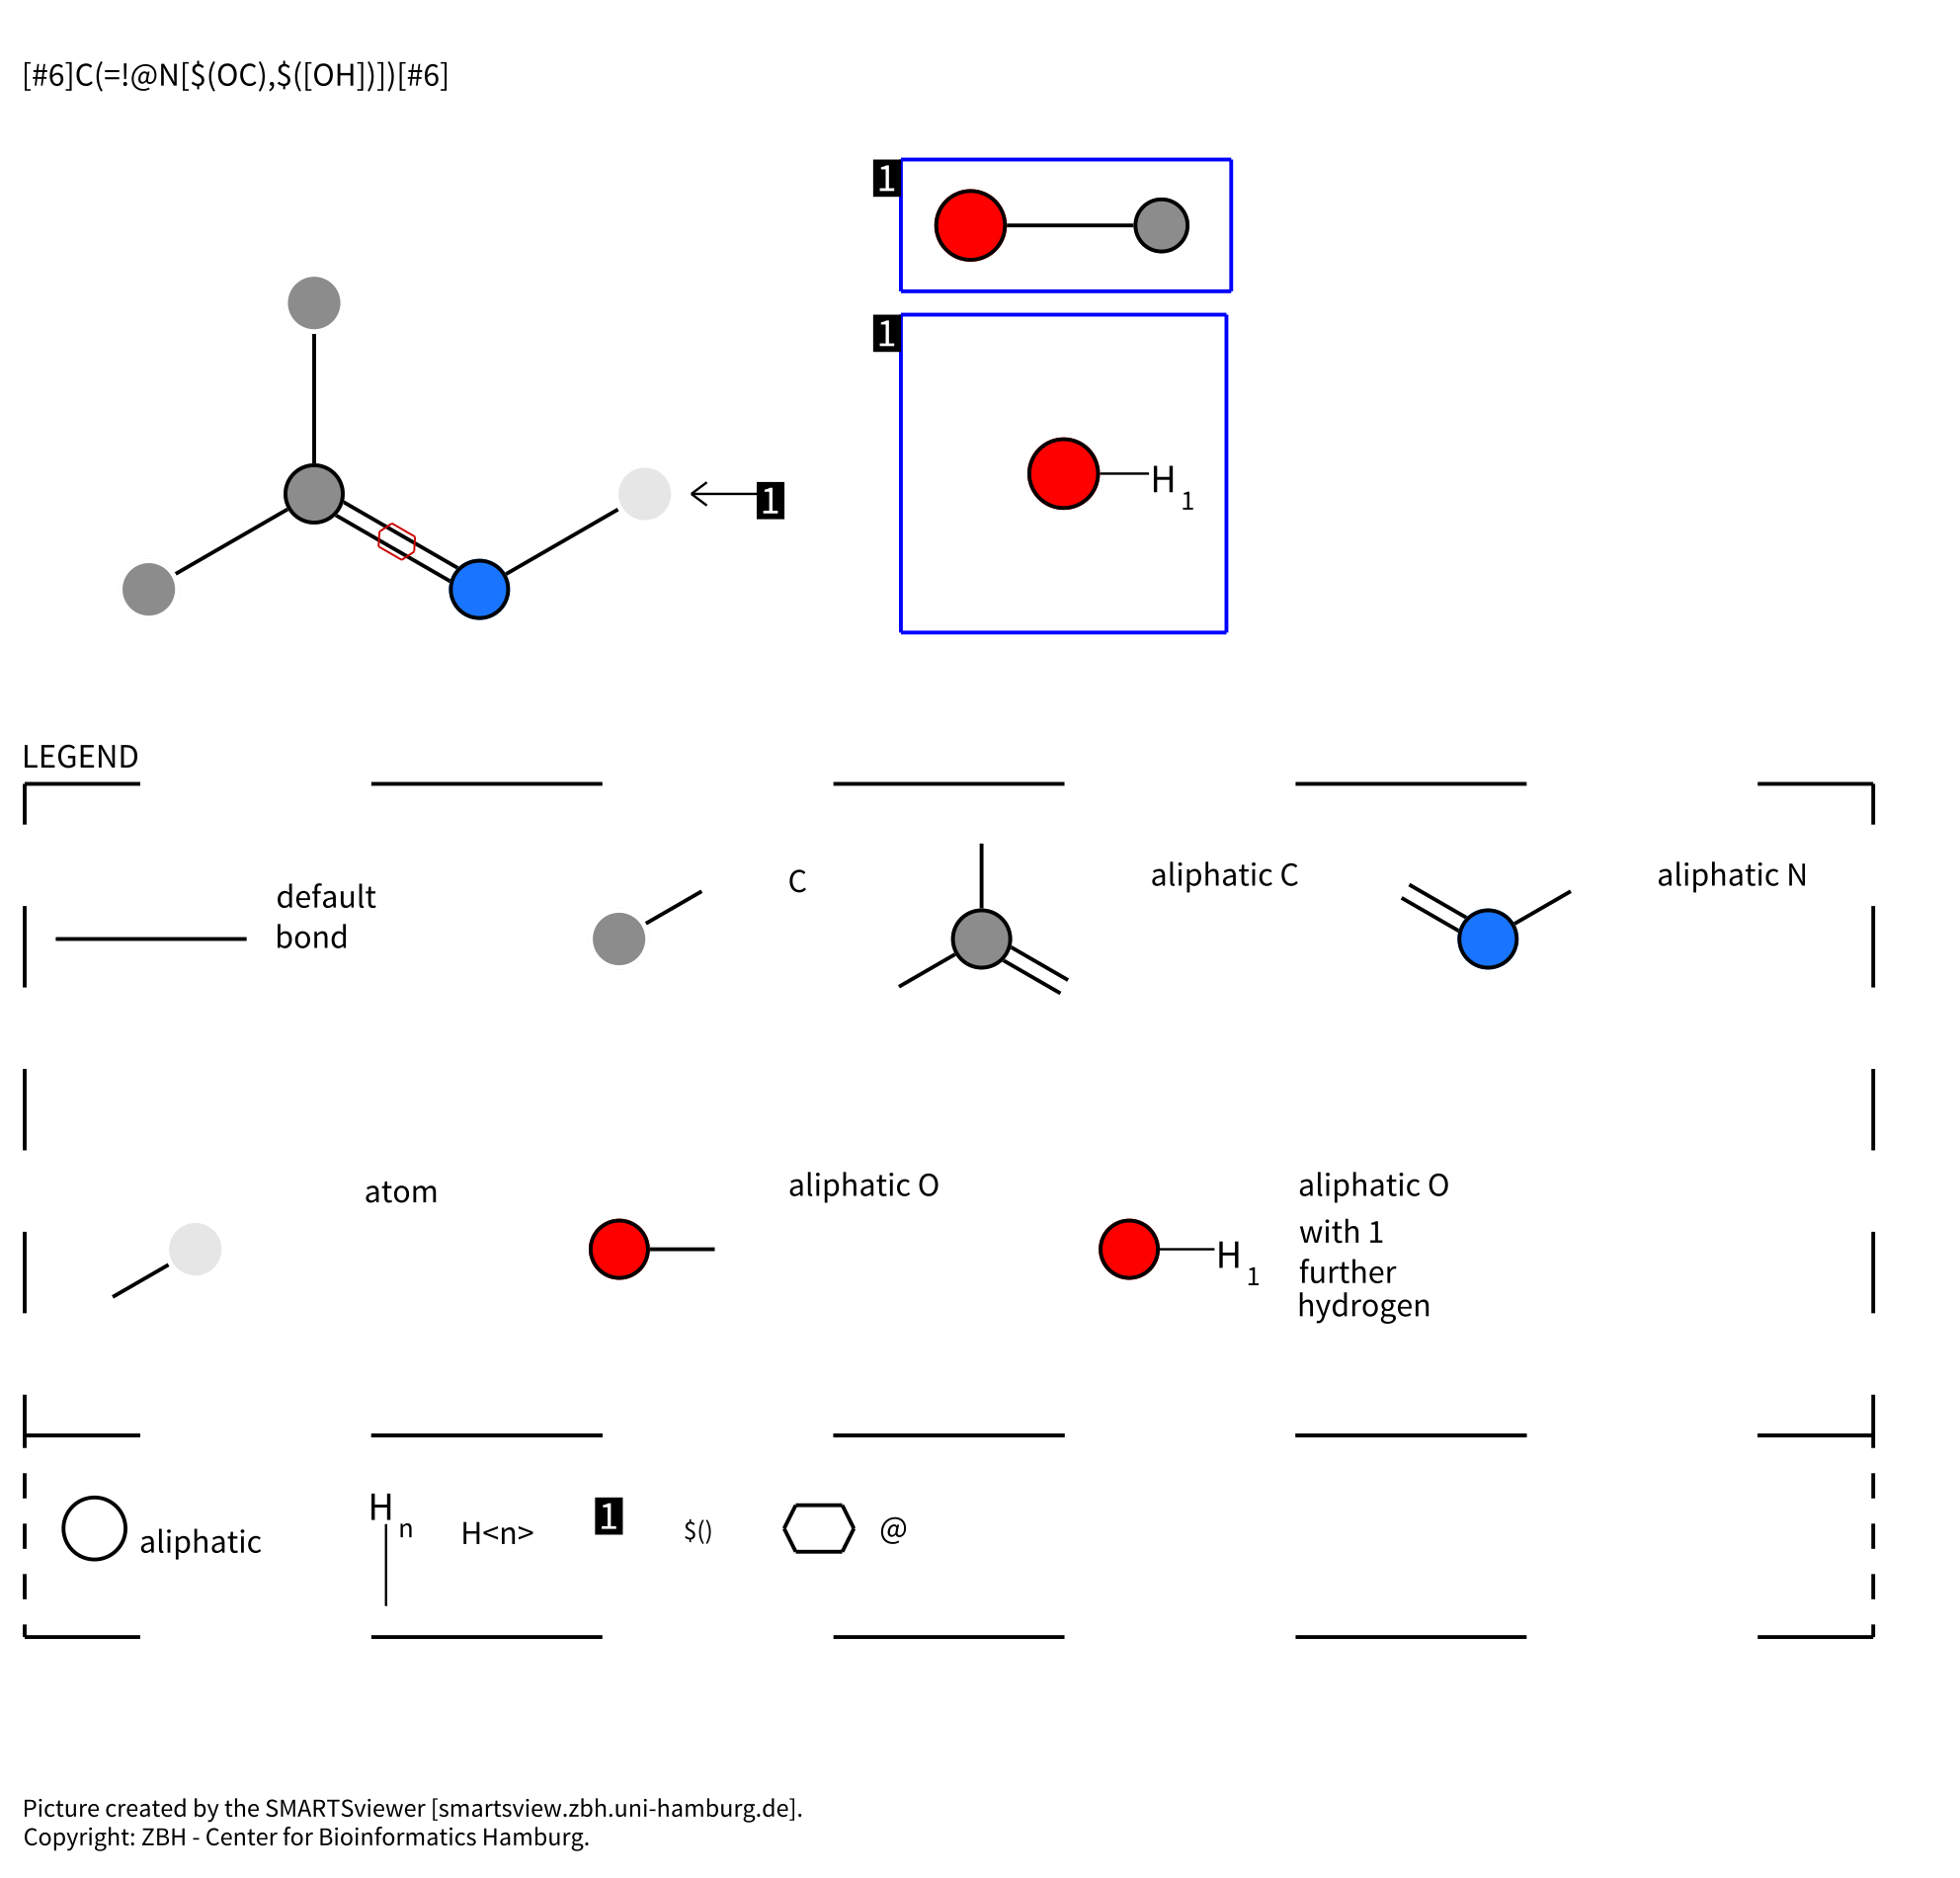 [#6]C(=!@N[$(OC),$([OH])])[#6]
1
1
H
1
1
LEGEND
default
bond
C
aliphatic C
aliphatic N
atom
aliphatic O
H
1
aliphatic O
with 1
further
hydrogen
aliphatic
H
n
H<n>
1
$()
@
Picture created by the SMARTSviewer [smartsview.zbh.uni-hamburg.de].
Copyright: ZBH - Center for Bioinformatics Hamburg.